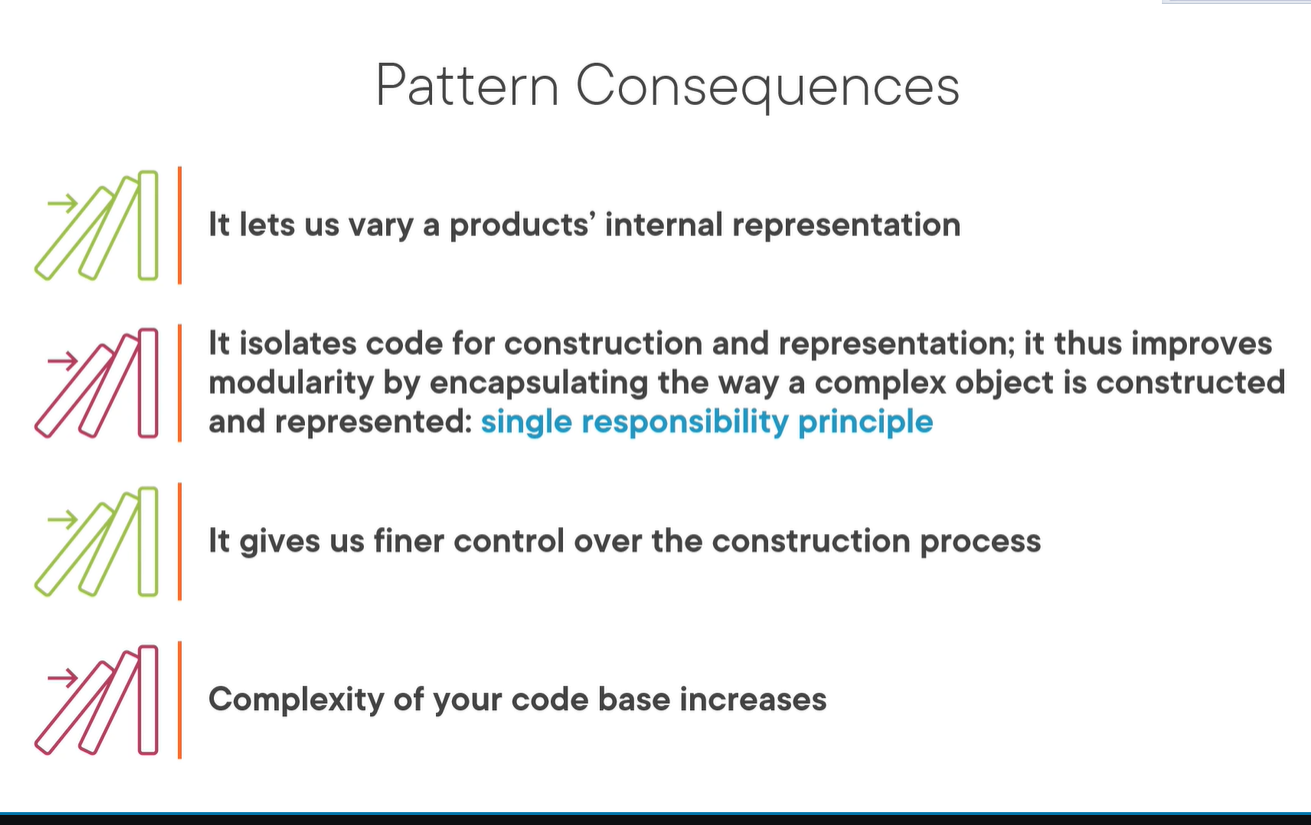 Pattern Consequences
It lets us vary a products’ internal representation
It isolates code for construction and representation; it thus improves
modularity by encapsulating the way a complex object is constructed
and represented: single responsibility principle
It gives us finer control over the construction process
Complexity of your code base increases